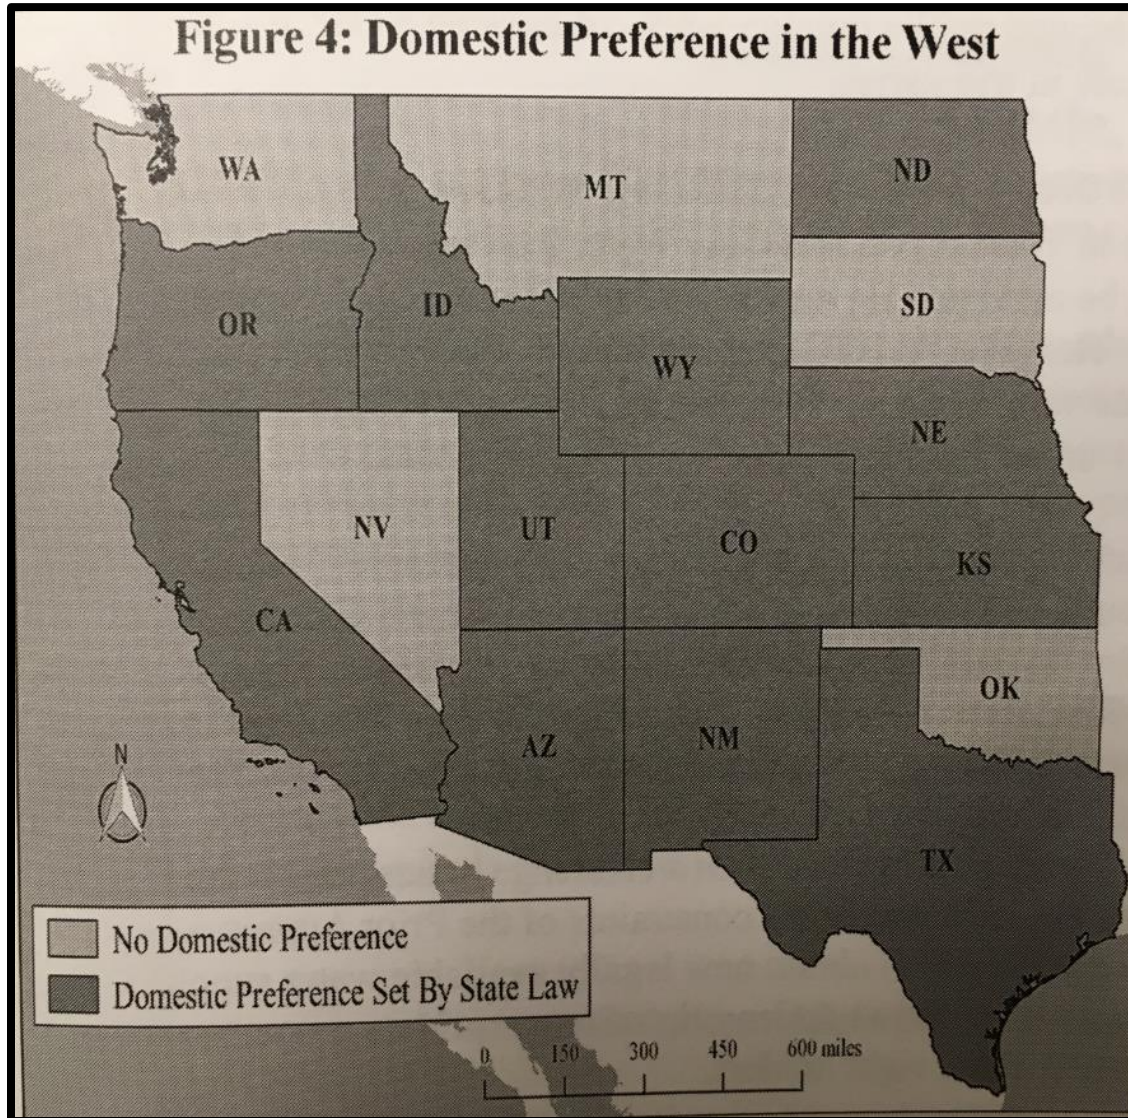 Figure 4: Domestic Preference in the West
WA
MT
ND
OR
ID
SD
WY
NE
NV
UT
CO
KS
CA
OK
AZ
NM
TX
N
No Domestic Preference
Domestic Preference Set By State Law
0 150 300 450 600 miles